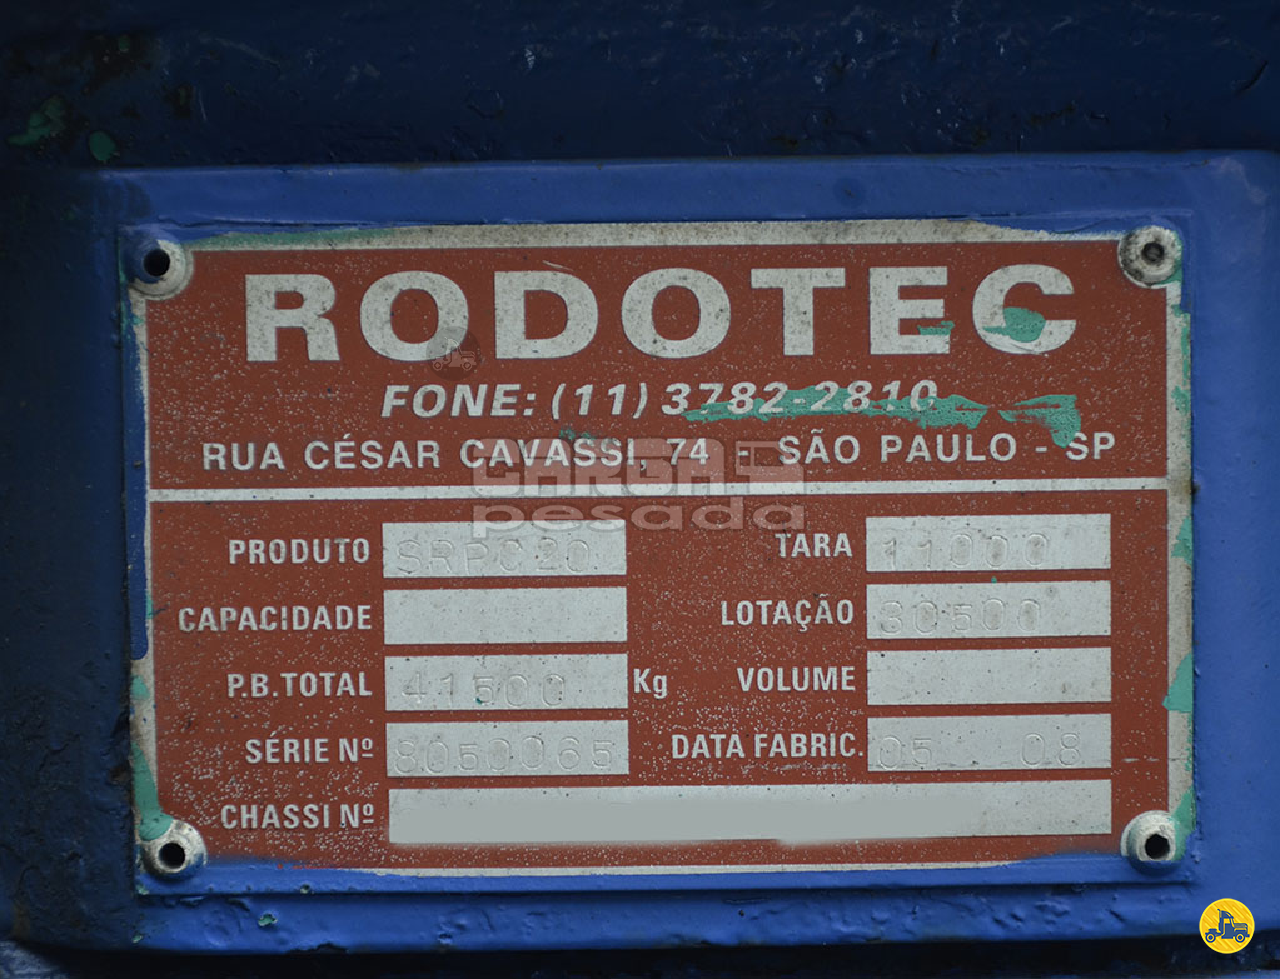 RODOTEC
FONE: (11) 3782-2810
RUA CÉSAR CAVASSI, 74 - SÃO PAULO - SP
CARGA
pesada
PRODUTO SRPC20 TARA 11000
CAPACIDADE LOTAÇÃO 30500
P.B. TOTAL 41500 Kg VOLUME
SÉRIE Nº 8050065 DATA FABRIC. 05 08
CHASSI Nº